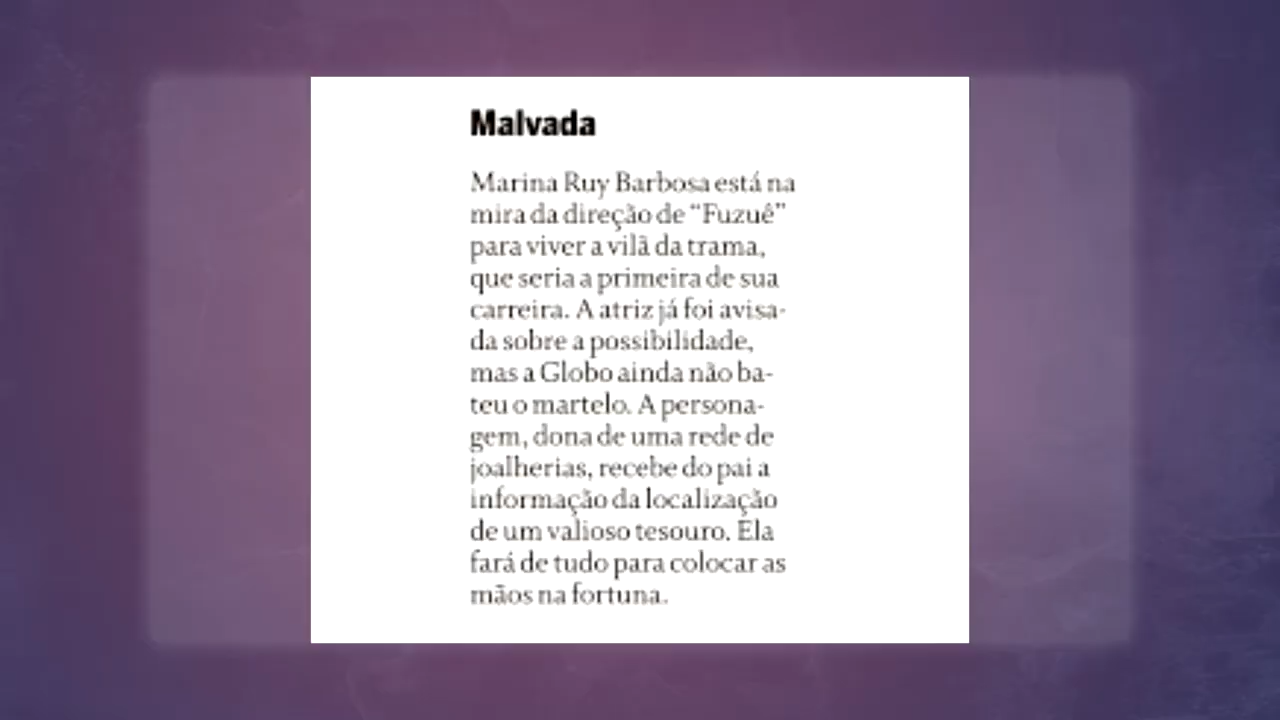 Malvada
Marina Ruy Barbosa está na
mira da direção de “Fuzuê”
para viver a vilã da trama,
que seria a primeira de sua
carreira. A atriz já foi avisa-
da sobre a possibilidade,
mas a Globo ainda não ba-
teu o martelo. A persona-
gem, dona de uma rede de
joalherias, recebe do pai a
informação da localização
de um valioso tesouro. Ela
fará de tudo para colocar as
mãos na fortuna.